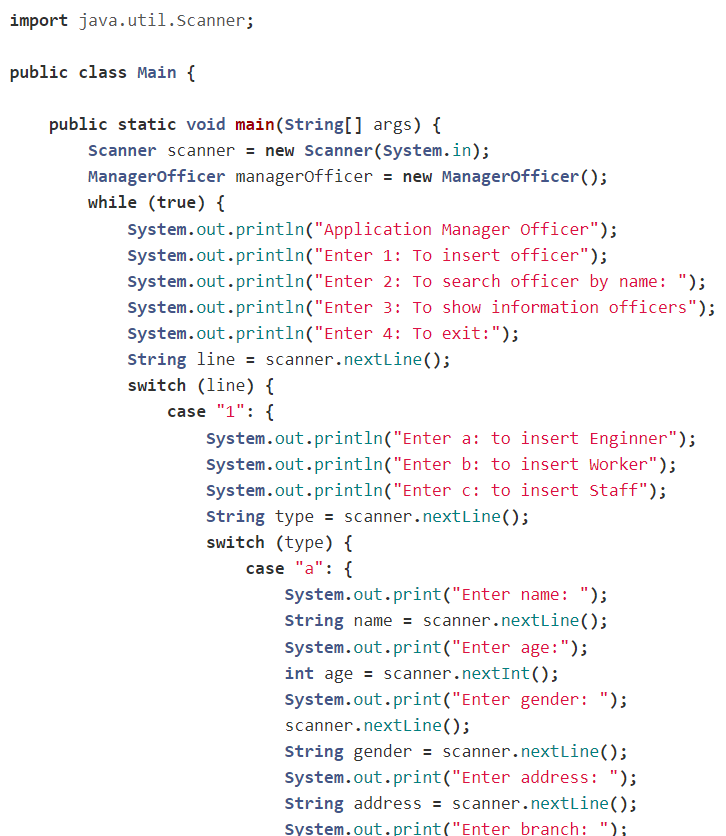 import java.util.Scanner;
public class Main {
    public static void main(String[] args) {
        Scanner scanner = new Scanner(System.in);
        ManagerOfficer managerOfficer = new ManagerOfficer();
        while (true) {
            System.out.println("Application Manager Officer");
            System.out.println("Enter 1: To insert officer");
            System.out.println("Enter 2: To search officer by name: ");
            System.out.println("Enter 3: To show information officers");
            System.out.println("Enter 4: To exit:");
            String line = scanner.nextLine();
            switch (line) {
                case "1": {
                    System.out.println("Enter a: to insert Enginner");
                    System.out.println("Enter b: to insert Worker");
                    System.out.println("Enter c: to insert Staff");
                    String type = scanner.nextLine();
                    switch (type) {
                        case "a": {
                            System.out.print("Enter name: ");
                            String name = scanner.nextLine();
                            System.out.print("Enter age:");
                            int age = scanner.nextInt();
                            System.out.print("Enter gender: ");
                            scanner.nextLine();
                            String gender = scanner.nextLine();
                            System.out.print("Enter address: ");
                            String address = scanner.nextLine();
                            System.out.print("Enter branch: ");